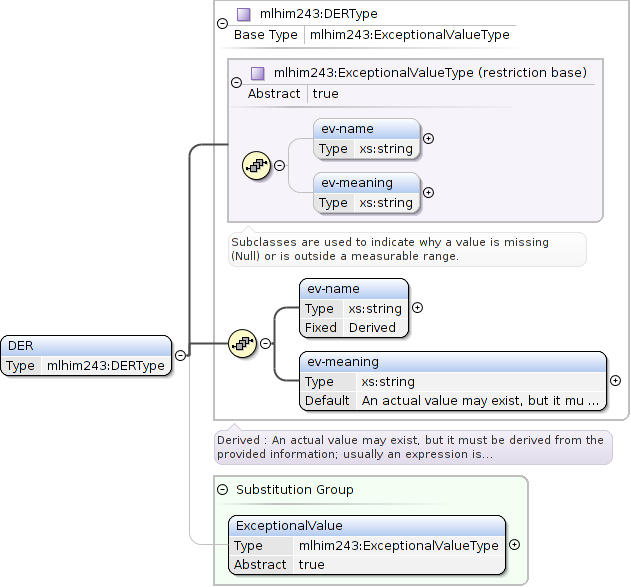 mlhim243:DERType
Base Type mlhim243:ExceptionalValueType
mlhim243:ExceptionalValueType (restriction base)
Abstract true
ev-name
Type xs:string
ev-meaning
Type xs:string
Subclasses are used to indicate why a value is missing
(Null) or is outside a measurable range.
ev-name
Type xs:string
Fixed Derived
DER
Type mlhim243:DERType
ev-meaning
Type xs:string
Default An actual value may exist, but it mu ...
Derived : An actual value may exist, but it must be derived from the
provided information; usually an expression is...
Substitution Group
ExceptionalValue
Type mlhim243:ExceptionalValueType
Abstract true